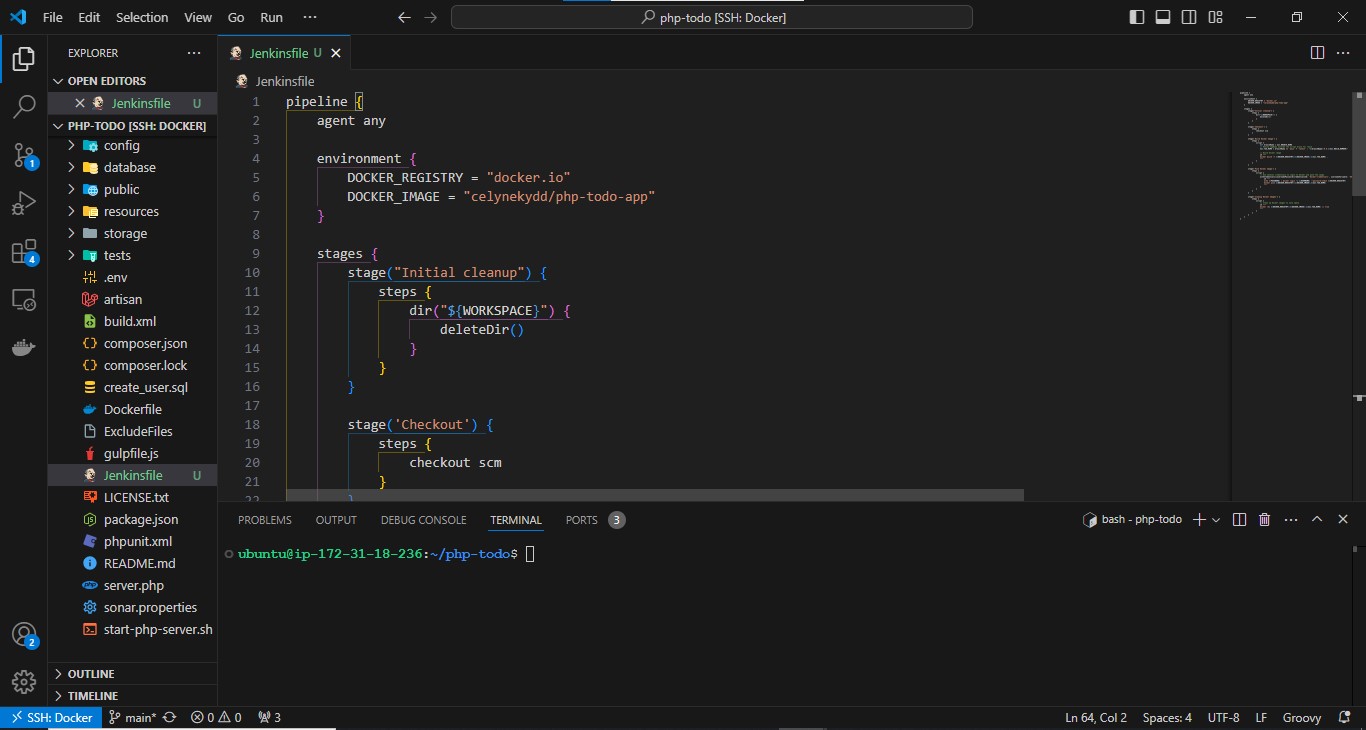 File Edit Selection View Go Run ··· php-todo [SSH: Docker]
EXPLORER ···
OPEN EDITORS
Jenkinsfile U
PHP-TODO [SSH: DOCKER]
config
database
public
resources
storage
tests
.env
artisan
build.xml
composer.json
composer.lock
create_user.sql
Dockerfile
ExcludeFiles
gulpfile.js
Jenkinsfile U
LICENSE.txt
package.json
phpunit.xml
README.md
server.php
sonar.properties
start-php-server.sh
OUTLINE
TIMELINE
1
4
2
Jenkinsfile U
Jenkinsfile
1 pipeline {
2 agent any
3
4 environment {
5 DOCKER_REGISTRY = "docker.io"
6 DOCKER_IMAGE = "celynekydd/php-todo-app"
7 }
8
9 stages {
10 stage("Initial cleanup") {
11 steps {
12 dir("${WORKSPACE}") {
13 deleteDir()
14 }
15 }
16 }
17
18 stage('Checkout') {
19 steps {
20 checkout scm
21 }
22 }
PROBLEMS OUTPUT DEBUG CONSOLE TERMINAL PORTS 3 bash - php-todo
ubuntu@ip-172-31-18-236:~/php-todo$
SSH: Docker main* 0 0 3 Ln 64, Col 2 Spaces: 4 UTF-8 LF Groovy